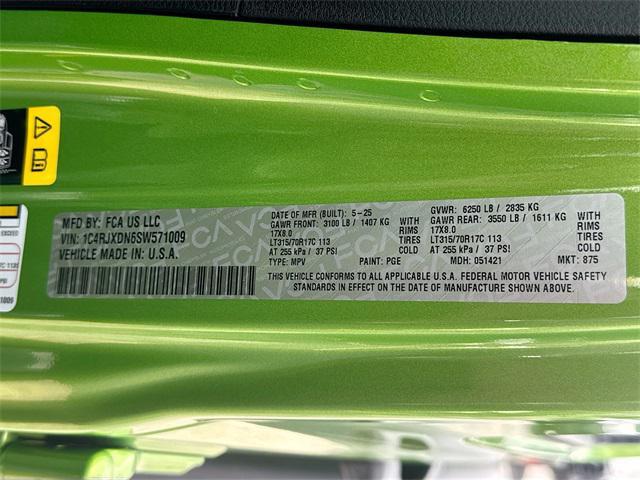 MFD BY: FCA US LLC
VIN: 1C4RJXDN6SW571009
VEHICLE MADE IN: U.S.A.
DATE OF MFR (BUILT): 5-25
GAWR FRONT: 3100 LB / 1407 KG
17X8.0 RIMS
LT315/70R17C 113 TIRES
AT 255 kPa / 37 PSI COLD
TYPE: MPV PAINT: PGE
GVWR: 6250 LB / 2835 KG
GAWR REAR: 3550 LB / 1611 KG
17X8.0 RIMS
LT315/70R17C 113 TIRES
AT 255 kPa / 37 PSI COLD
MDH: 051421 MKT: 875
THIS VEHICLE CONFORMS TO ALL APPLICABLE U.S.A. FEDERAL MOTOR VEHICLE SAFETY
STANDARDS IN EFFECT ON THE DATE OF MANUFACTURE SHOWN ABOVE.